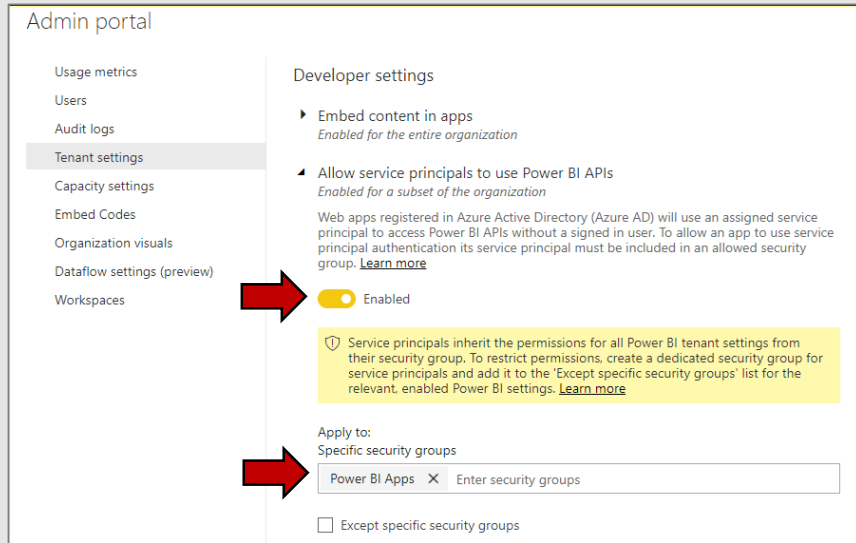 Admin portal
Usage metrics
Users
Audit logs
Tenant settings
Capacity settings
Embed Codes
Organization visuals
Dataflow settings (preview)
Workspaces
Developer settings
Embed content in apps
Enabled for the entire organization
Allow service principals to use Power BI APIs
Enabled for a subset of the organization
Web apps registered in Azure Active Directory (Azure AD) will use an assigned service
principal to access Power BI APIs without a signed in user. To allow an app to use service
principal authentication its service principal must be included in an allowed security
group. Learn more
Enabled
Service principals inherit the permissions for all Power BI tenant settings from
their security group. To restrict permissions, create a dedicated security group for
service principals and add it to the 'Except specific security groups' list for the
relevant, enabled Power BI settings. Learn more
Apply to:
Specific security groups
Power BI Apps X Enter security groups
Except specific security groups